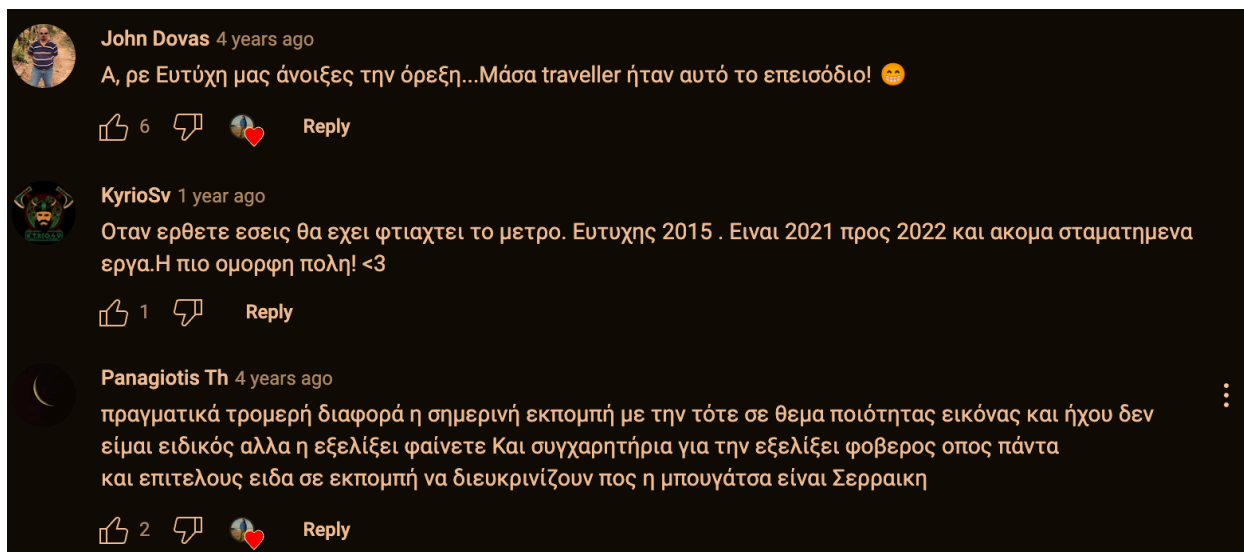 John Dovas 4 years ago
Α, ρε Ευτύχη μας άνοιξες την όρεξη...Μάσα traveller ήταν αυτό το επεισόδιο! 😁
6 Reply
KyrioSv 1 year ago
Οταν ερθετε εσεις θα εχει φτιαχτει το μετρο. Ευτυχης 2015 . Ειναι 2021 προς 2022 και ακομα σταματημενα
εργα.Η πιο ομορφη πολη! <3
1 Reply
Panagiotis Th 4 years ago
πραγματικά τρομερή διαφορά η σημερινή εκπομπή με την τότε σε θεμα ποιότητας εικόνας και ήχου δεν
είμαι ειδικός αλλα η εξελίξει φαίνετε Και συγχαρητήρια για την εξελίξει φοβερος οπος πάντα
και επιτελους ειδα σε εκπομπή να διευκρινίζουν πος η μπουγάτσα είναι Σερραικη
2 Reply